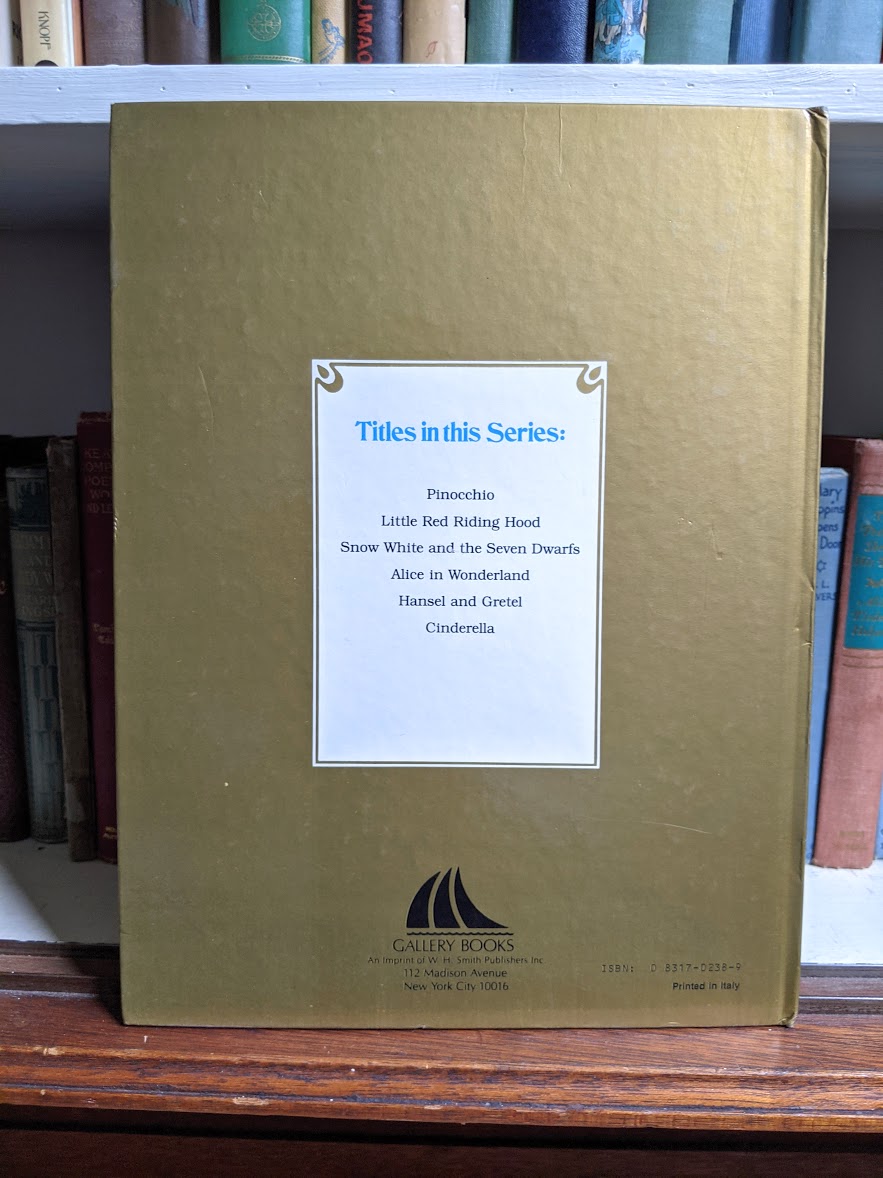 KNOPF
UMAC
Titles in this Series:
Pinocchio
Little Red Riding Hood
Snow White and the Seven Dwarfs
Alice in Wonderland
Hansel and Gretel
Cinderella
GALLERY BOOKS
An Imprint of W. H. Smith Publishers Inc.
112 Madison Avenue
New York City 10016
ISBN: 0 8317-0238-9
Printed in Italy